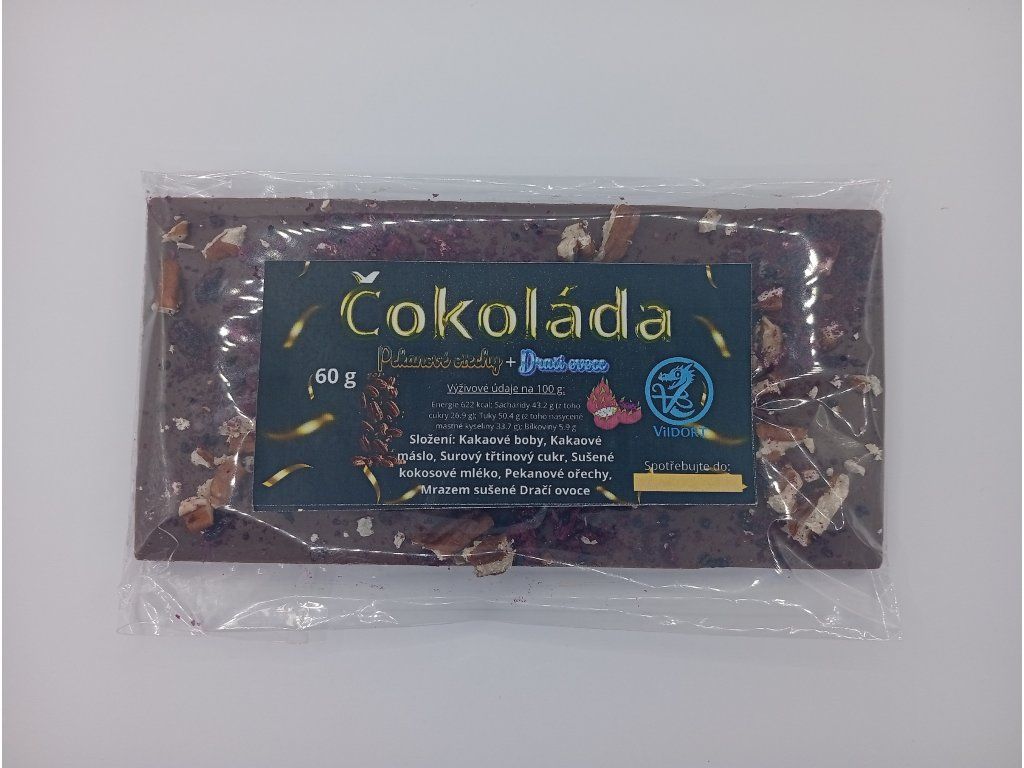 Čokoláda
Pekanové ořechy + Dračí ovoce
60 g
Výživové údaje na 100 g:
Energie 622 kcal; Sacharidy 43.2 g (z toho
cukry 26.9 g); Tuky 50.4 g (z toho nasycené
mastné kyseliny 33.7 g); Bílkoviny 5.9 g
Složení: Kakaové boby, Kakaové
máslo, Surový třtinový cukr, Sušené
kokosové mléko, Pekanové ořechy,
Mrazem sušené Dračí ovoce
VilDORT
Spotřebujte do: